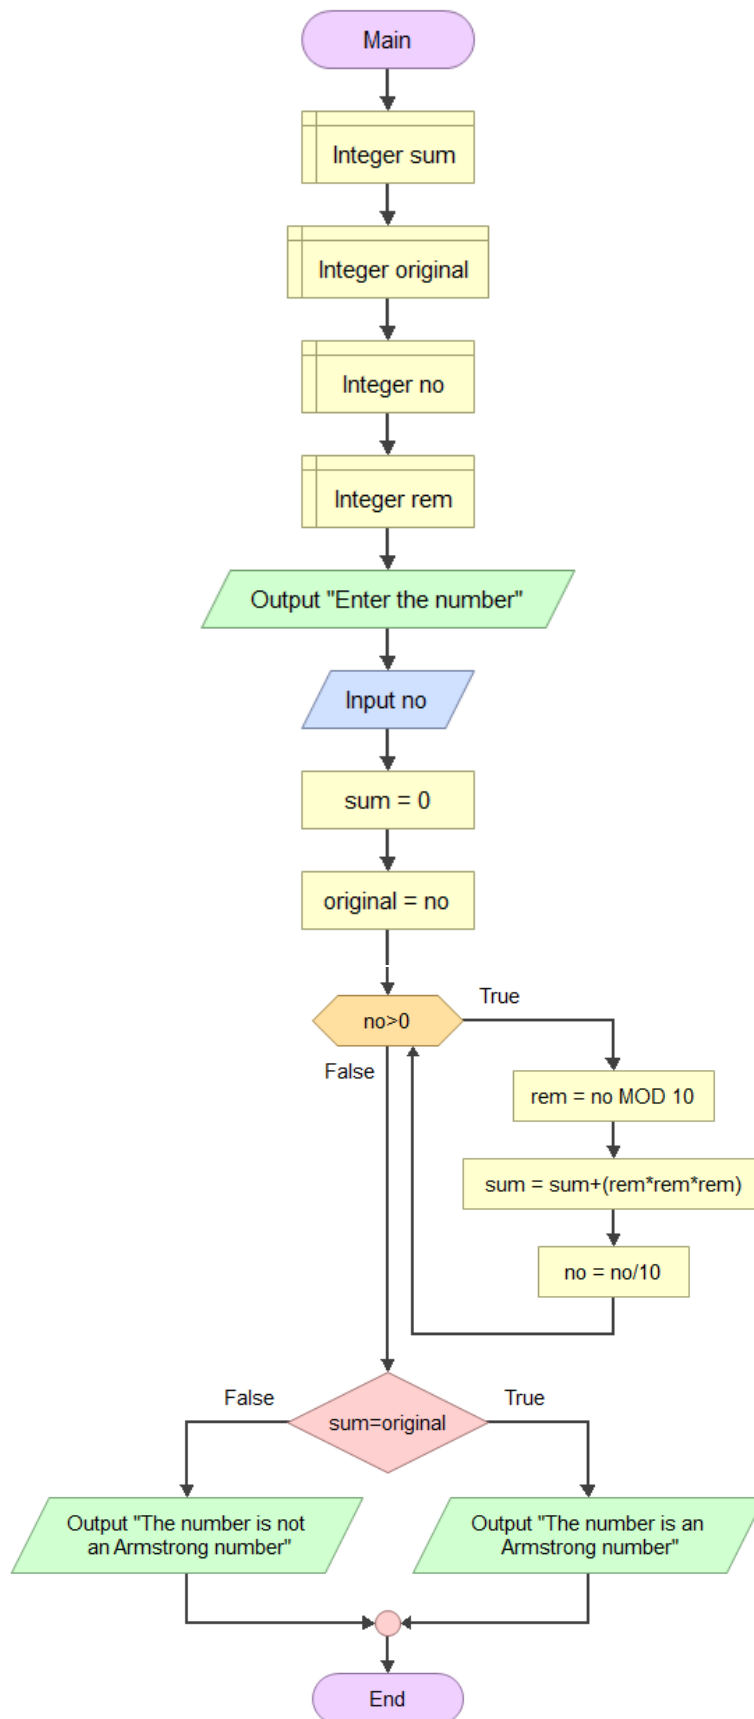 Main
Integer sum
Integer original
Integer no
Integer rem
Output "Enter the number"
Input no
sum = 0
original = no
no>0
True
False
rem = no MOD 10
sum = sum+(rem*rem*rem)
no = no/10
False
True
sum=original
Output "The number is not
an Armstrong number"
Output "The number is an
Armstrong number"
End